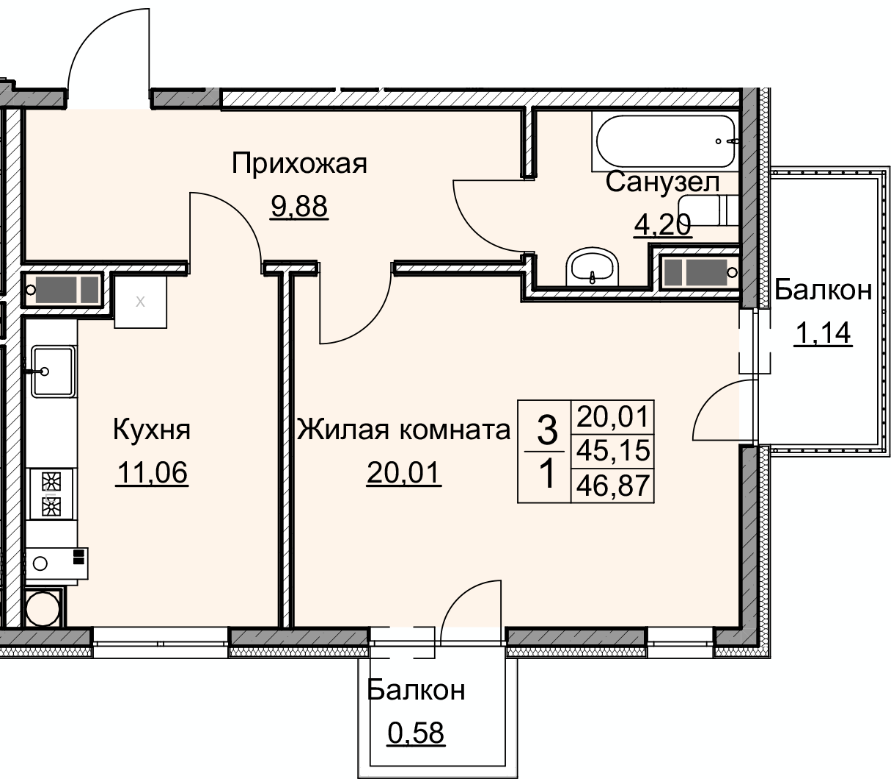 Прихожая
9,88
Санузел
4,20
Балкон
1,14
х
Кухня
11,06
Жилая комната
20,01
3
1
20,01
45,15
46,87
Балкон
0,58